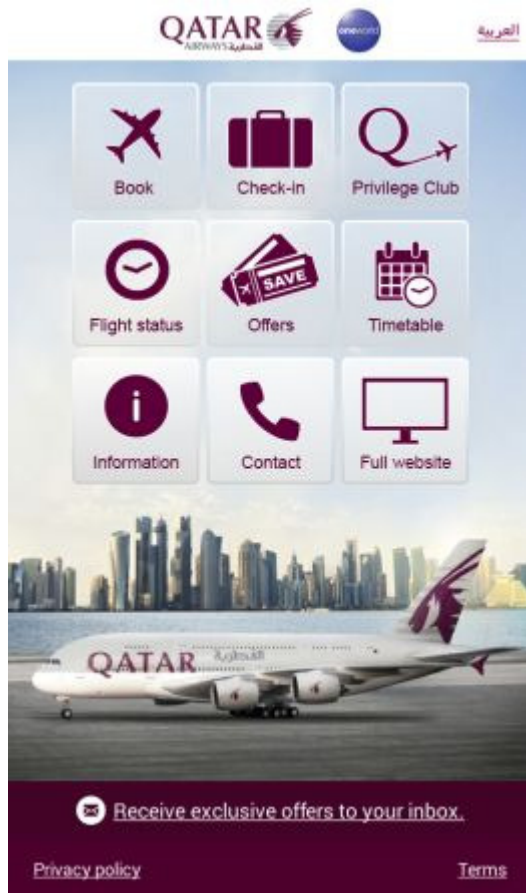 QATAR
AIRWAYS القطرية
oneworld
العربية
Book
Check-in
Privilege Club
Flight status
SAVE
Offers
Timetable
i
Information
Contact
Full website
QATAR القطرية
Receive exclusive offers to your inbox.
Privacy policy
Terms